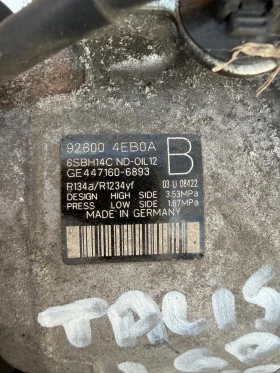 92600 4EB0A
6SBH14C ND-OIL12 B
GE447160-6893
R134a/R1234yf 03 U 08422
DESIGN HIGH SIDE 3.53MPa
PRESS LOW SIDE 1.67MPa
MADE IN GERMANY
TALIS